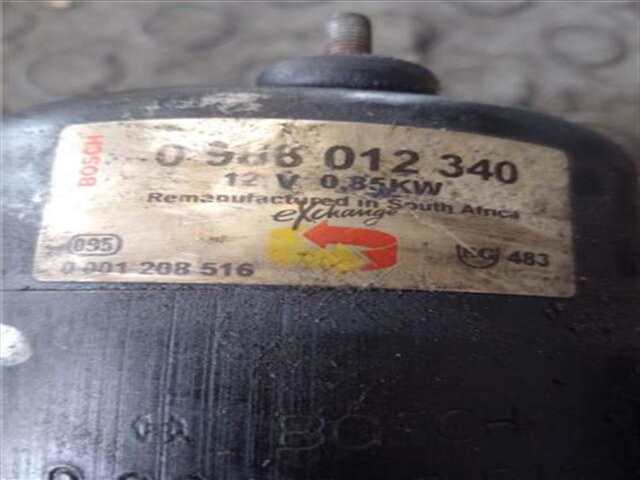 BOSCH
0 986 012 340
12 V 0,85KW
Remanufactured in South Africa
eXchange
095
0 001 208 516
483
BOSCH